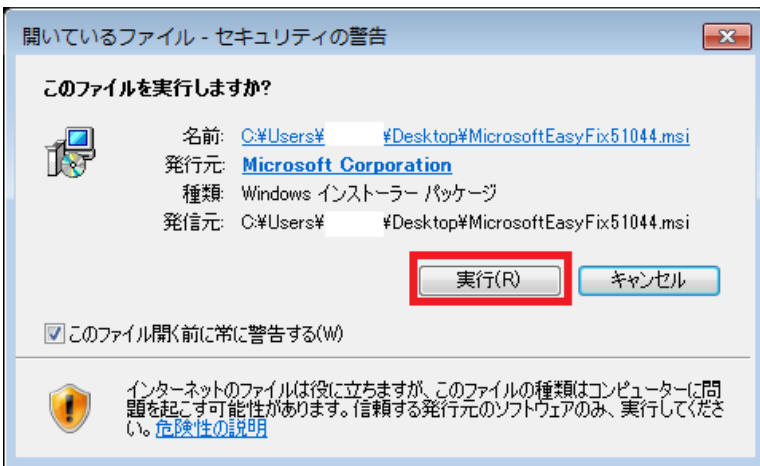 開いているファイル - セキュリティの警告
このファイルを実行しますか?
名前: C:¥Users¥ ¥Desktop¥MicrosoftEasyFix51044.msi
発行元: Microsoft Corporation
種類: Windows インストーラー パッケージ
発信元: C:¥Users¥ ¥Desktop¥MicrosoftEasyFix51044.msi
実行(R) キャンセル
このファイル開く前に常に警告する(W)
インターネットのファイルは役に立ちますが、このファイルの種類はコンピューターに問
題を起こす可能性があります。信頼する発行元のソフトウェアのみ、実行してくださ
い。危険性の説明